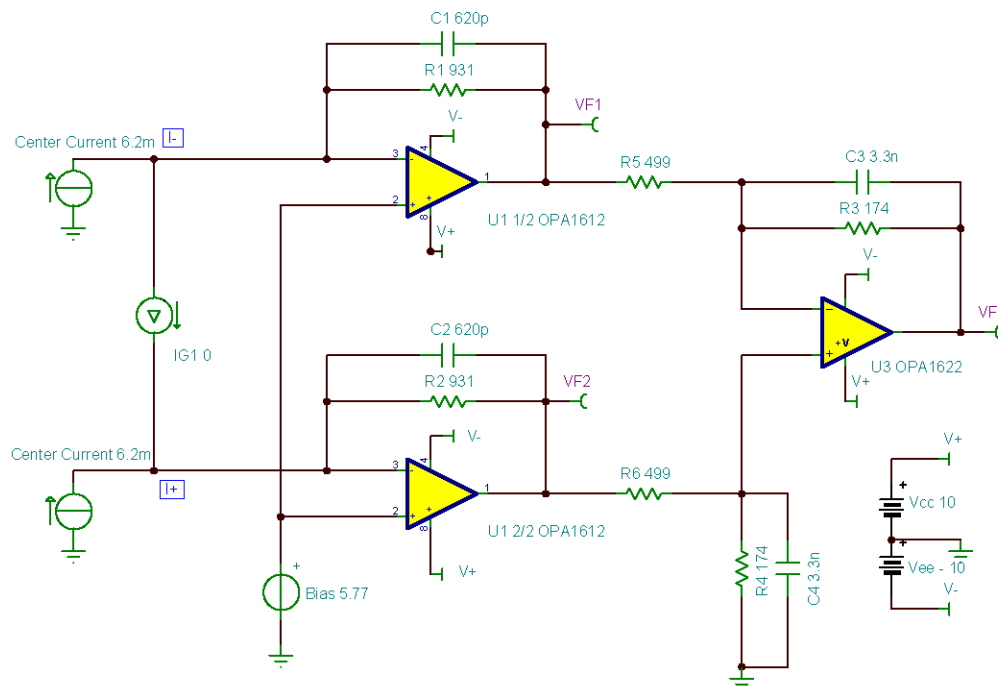 C1 620p
R1 931
V-
VF1
Center Current 6.2m
I-
4
3
-
1
2
+
+
8
U1 1/2 OPA1612
V+
R5 499
C3 3.3n
R3 174
V-
IG1 0
C2 620p
R2 931
VF2
-
+V
+
VF
U3 OPA1622
V+
V-
Center Current 6.2m
I+
4
3
-
1
2
+
+
8
U1 2/2 OPA1612
V+
R6 499
V+
+
Vcc 10
+
Vee - 10
V-
R4 174
C4 3.3n
+
Bias 5.77